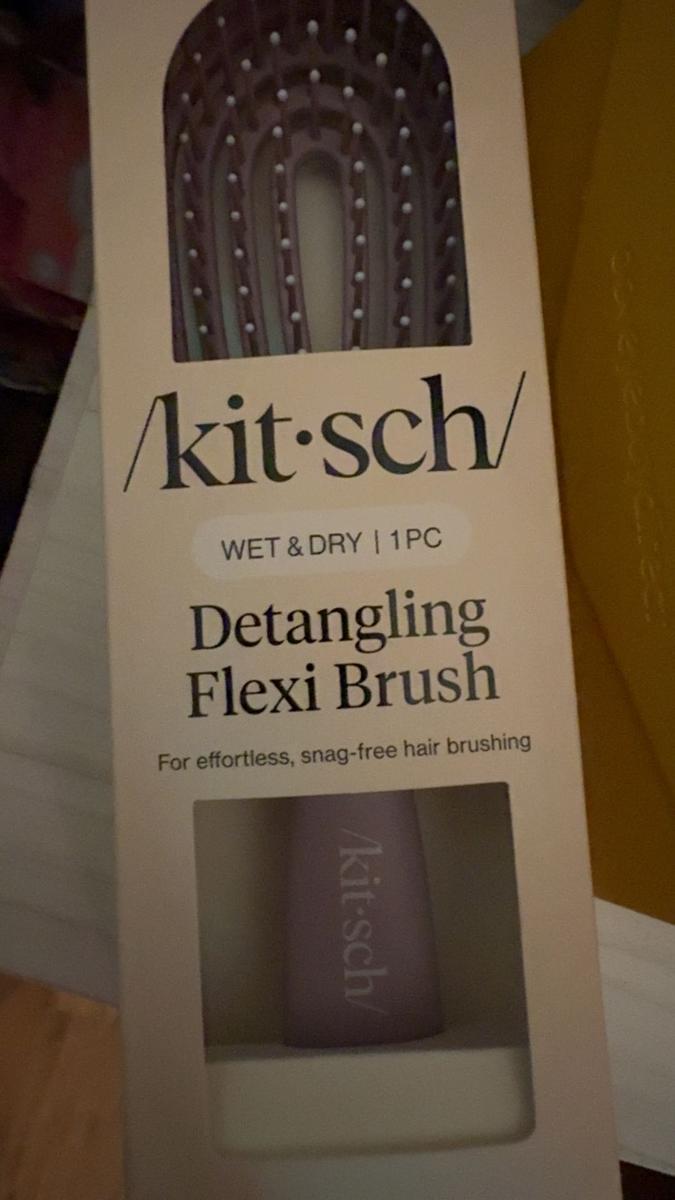 /kit·sch/
WET & DRY | 1PC
Detangling
Flexi Brush
For effortless, snag-free hair brushing
/kit·sch/